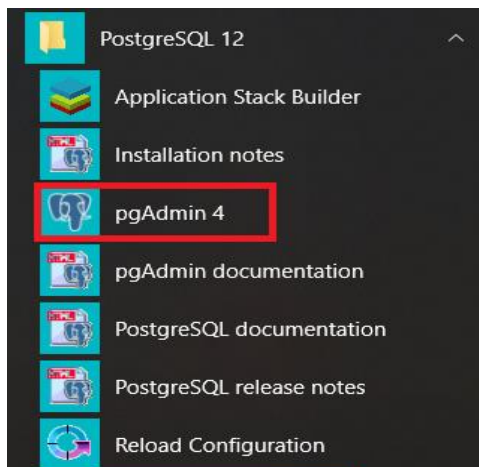 PostgreSQL 12
Application Stack Builder
Installation notes
pgAdmin 4
pgAdmin documentation
PostgreSQL documentation
PostgreSQL release notes
Reload Configuration